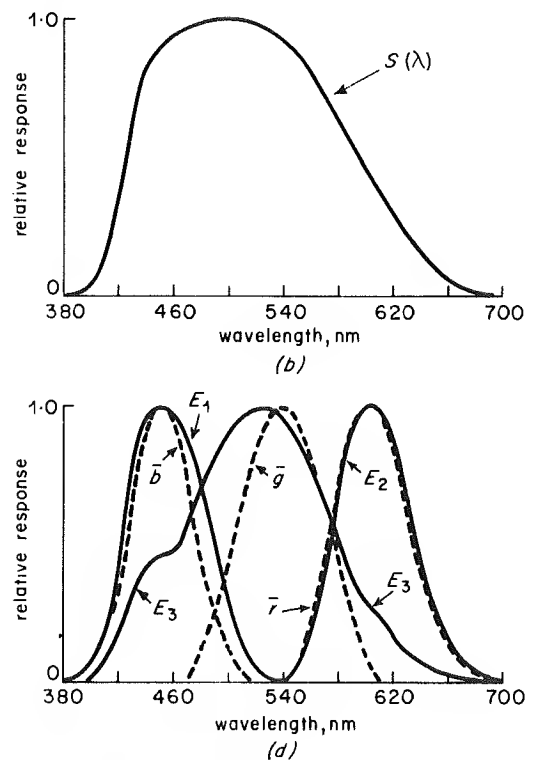 1·0
relative response
S(λ)
0
380 460 540 620 700
wavelength, nm
(b)
1·0
E₁
b̄
ḡ
E₂
relative response
E₃
r̄
E₃
0
380 460 540 620 700
wavelength, nm
(d)